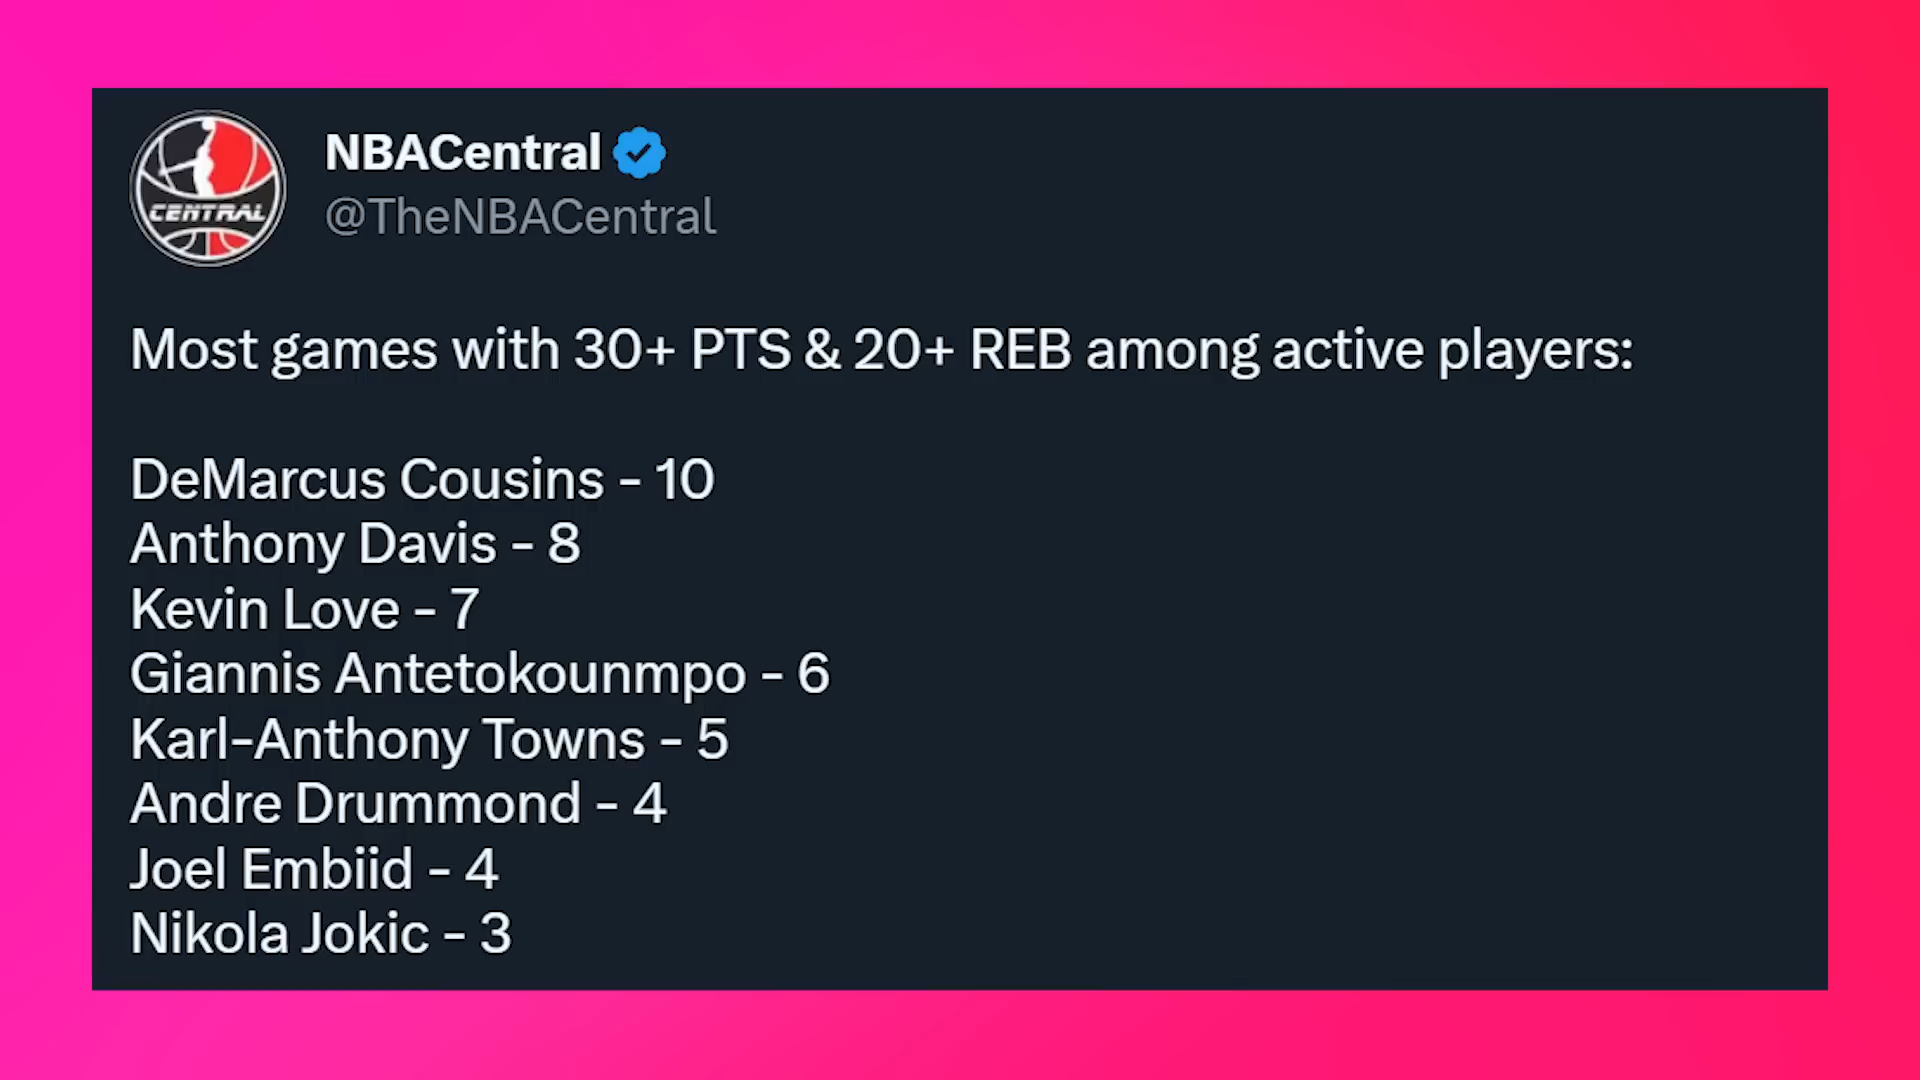 CENTRAL
NBACentral
@TheNBACentral
Most games with 30+ PTS & 20+ REB among active players:
DeMarcus Cousins - 10
Anthony Davis - 8
Kevin Love - 7
Giannis Antetokounmpo - 6
Karl-Anthony Towns - 5
Andre Drummond - 4
Joel Embiid - 4
Nikola Jokic - 3